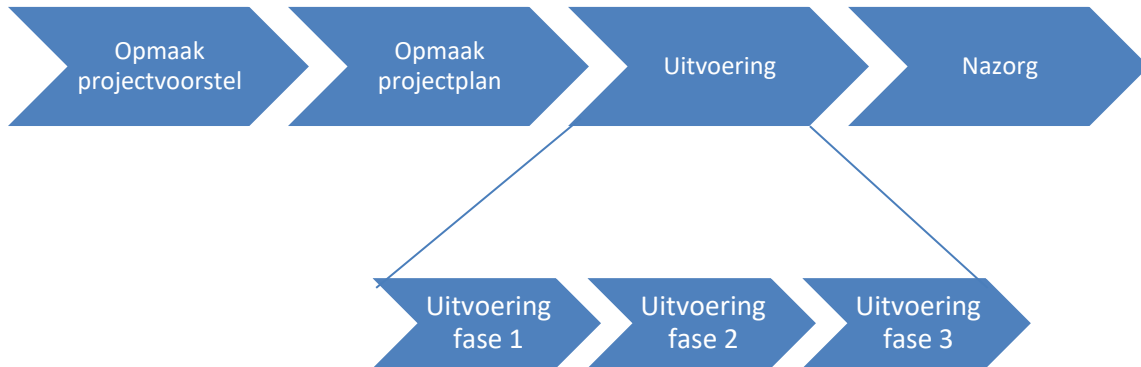 Opmaak
projectvoorstel
Opmaak
projectplan
Uitvoering
Nazorg
Uitvoering
fase 1
Uitvoering
fase 2
Uitvoering
fase 3